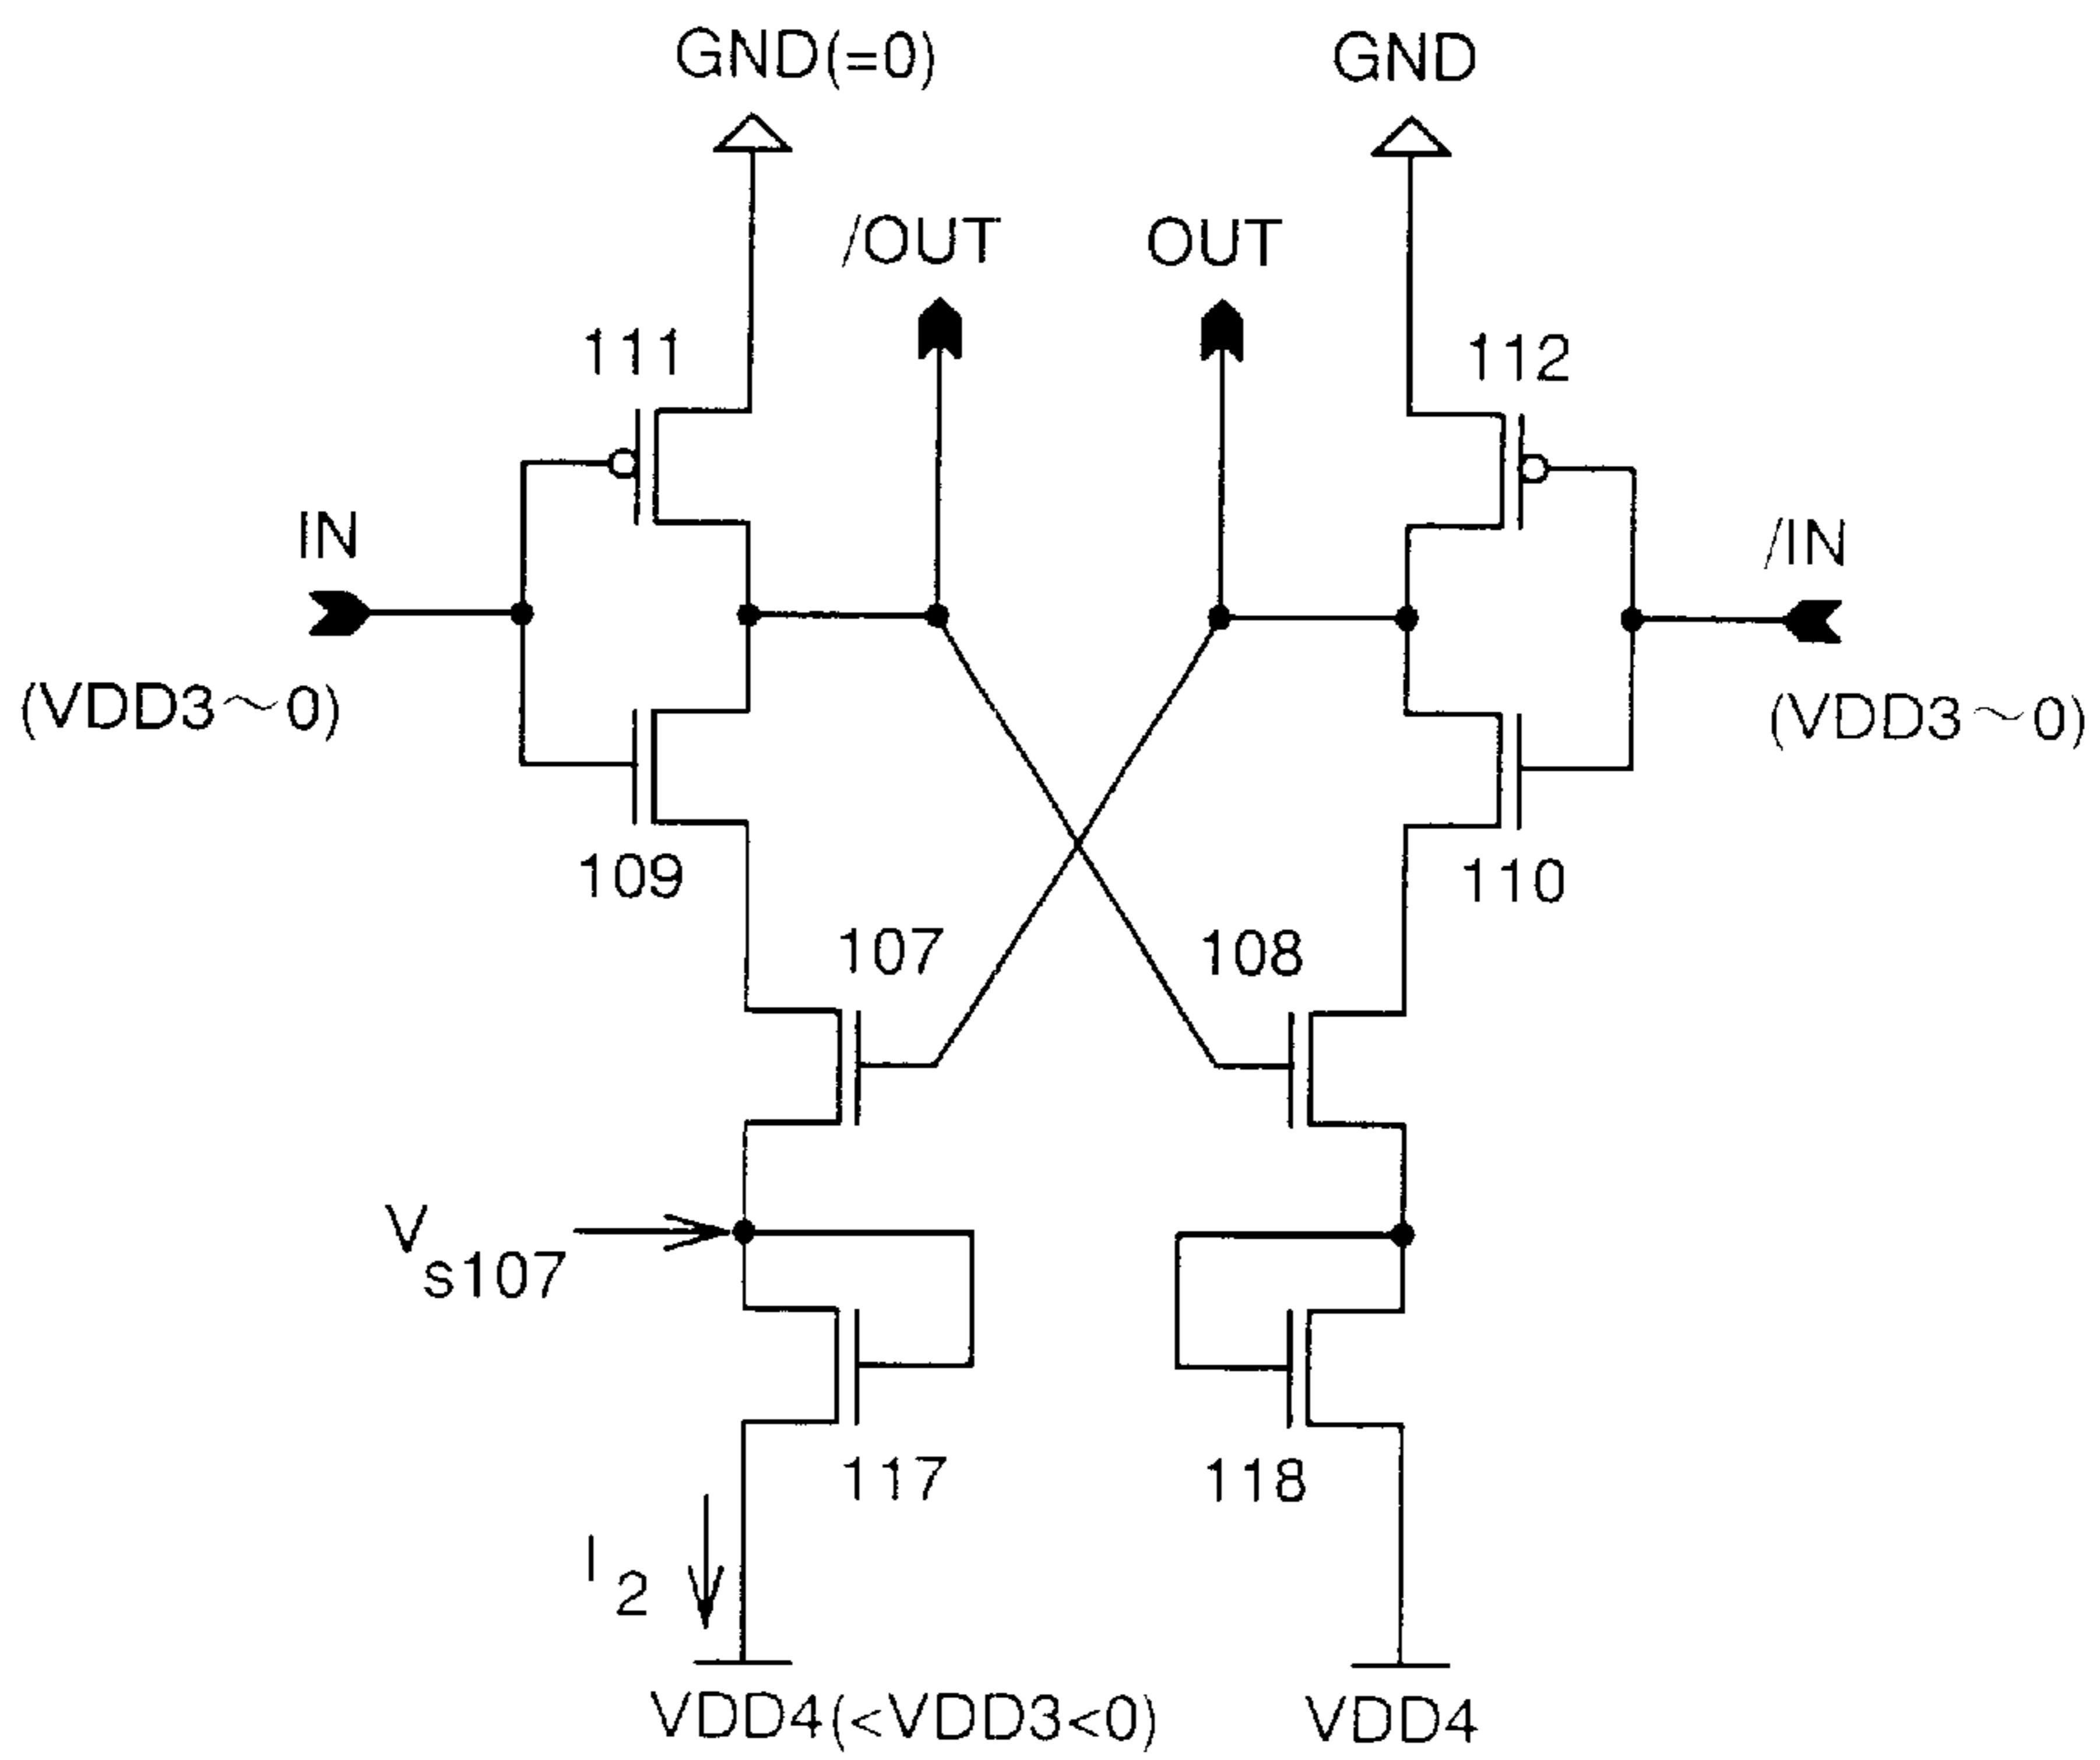 GND(=0)
GND
/OUT
OUT
111
112
IN
/IN
(VDD3～0)
(VDD3～0)
109
110
107
108
Vs107
117
118
I2
VDD4(<VDD3<0)
VDD4